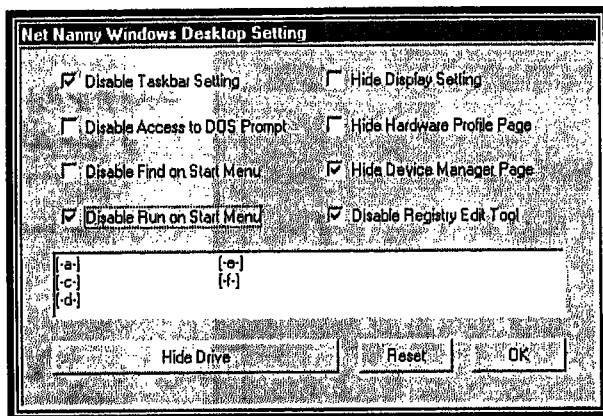 Net Nanny Windows Desktop Setting
Disable Taskbar Setting
Hide Display Setting
Disable Access to DOS Prompt
Hide Hardware Profile Page
Disable Find on Start Menu
Hide Device Manager Page
Disable Run on Start Menu
Disable Registry Edit Tool
[-a-] [-e-]
[-c-] [-f-]
[-d-]
Hide Drive Reset OK